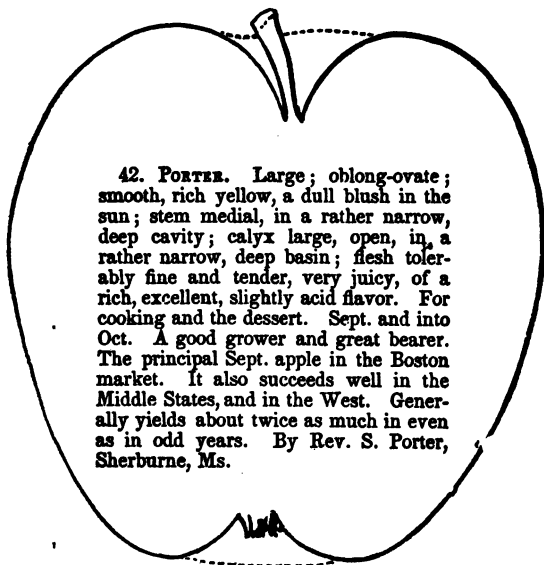 42. PORTER. Large; oblong-ovate;
smooth, rich yellow, a dull blush in the
sun; stem medial, in a rather narrow,
deep cavity; calyx large, open, in a
rather narrow, deep basin; flesh toler-
ably fine and tender, very juicy, of a
rich, excellent, slightly acid flavor. For
cooking and the dessert. Sept. and into
Oct. A good grower and great bearer.
The principal Sept. apple in the Boston
market. It also succeeds well in the
Middle States, and in the West. Gener-
ally yields about twice as much in even
as in odd years. By Rev. S. Porter,
Sherburne, Ms.